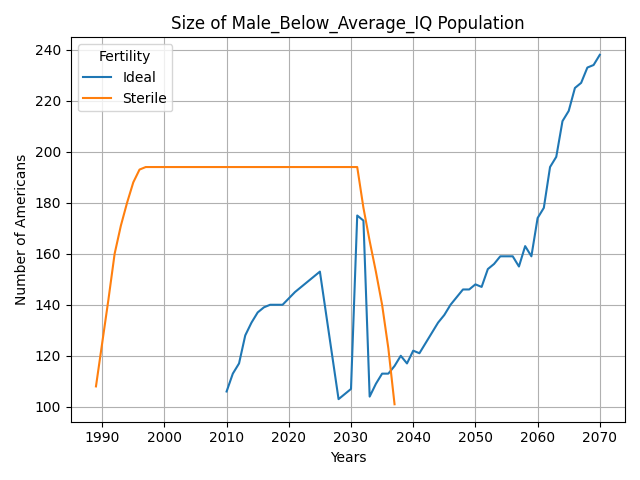 Size of Male_Below_Average_IQ Population
Fertility
Ideal
Sterile
Number of Americans
240
220
200
180
160
140
120
100
1990 2000 2010 2020 2030 2040 2050 2060 2070
Years